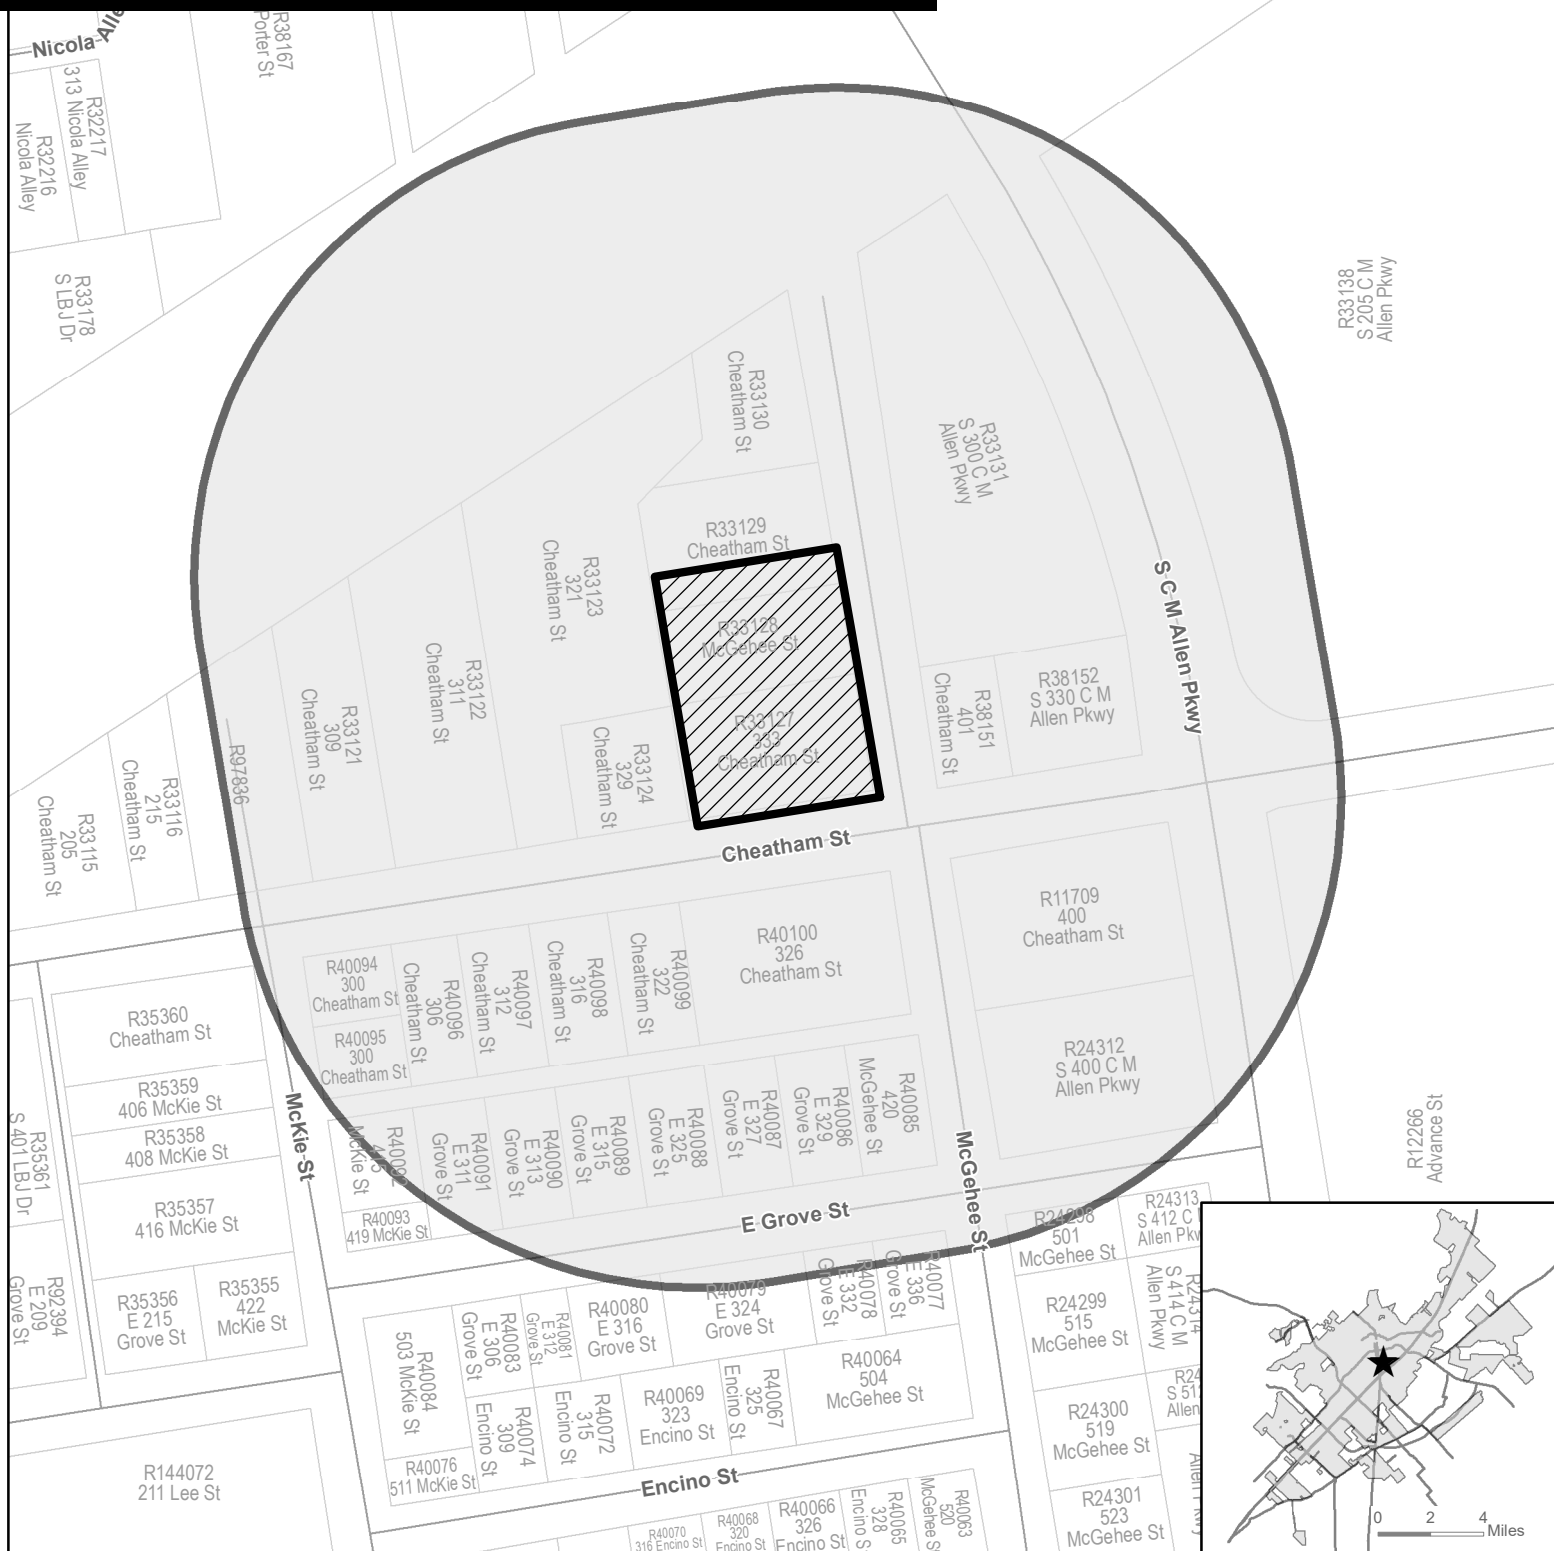 Nicola Alley
R38167
Porter St
R32217
313 Nicola Alley
R32216
Nicola Alley
R33178
S LBJ Dr
R33138
S 205 C M
Allen Pkwy
R33130
Cheatham St
R33131
S 300 C M
Allen Pkwy
R33129
Cheatham St
R33123
321
Cheatham St
R33128
McGehee St
S C M Allen Pkwy
R33122
311
Cheatham St
R33121
309
Cheatham St
R33127
333
Cheatham St
R38151
401
Cheatham St
R38152
S 330 C M
Allen Pkwy
R33124
329
Cheatham St
R97836
R33116
215
Cheatham St
R33115
205
Cheatham St
Cheatham St
R11709
400
Cheatham St
R40100
326
Cheatham St
R40099
322
Cheatham St
R40098
316
Cheatham St
R40097
312
Cheatham St
R40096
306
Cheatham St
R40094
300
Cheatham St
R40095
300
Cheatham St
R35360
Cheatham St
R35359
406 McKie St
R35358
408 McKie St
R35357
416 McKie St
R35361
S 401 LBJ Dr
McKie St
R24312
S 400 C M
Allen Pkwy
R40085
420
McGehee St
R40086
E 329
Grove St
R40087
E 327
Grove St
R40088
E 325
Grove St
R40089
E 315
Grove St
R40090
E 313
Grove St
R40091
E 311
Grove St
McKie St
R40093
419 McKie St
McGehee St
E Grove St
R12266
Advance St
R24298
501
McGehee St
R24313
S 412 C
R24299
515
McGehee St
S 414 C M
Allen Pkwy
R40077
E 336
Grove St
R40078
E 332
Grove St
R40079
E 324
Grove St
R40080
E 316
Grove St
R40081
E 312
Grove St
R40083
E 306
Grove St
R40084
503 McKie St
R35355
422
McKie St
R35356
E 215
Grove St
R92394
E 209
Grove St
R40064
504
McGehee St
R40067
325
Encino St
R40069
323
Encino St
R40072
315
Encino St
R40074
309
Encino St
R40076
511 McKie St
R24300
519
McGehee St
Allen
R24301
523
McGehee St
Encino St
R144072
211 Lee St
R40063
520
McGehee St
R40065
328
Encino S
R40066
326
Encino St
R40068
320
Encino St
R40070
316 Encino St
0 2 4
Miles